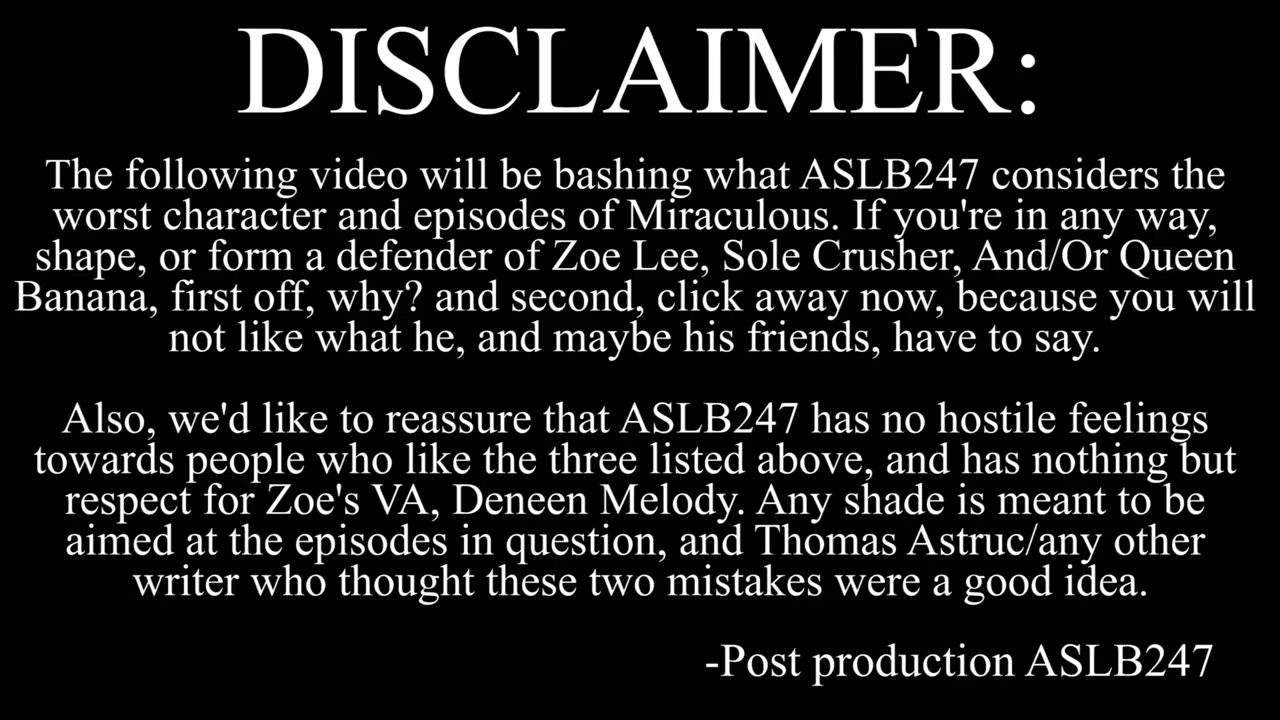 DISCLAIMER:
The following video will be bashing what ASLB247 considers the
worst character and episodes of Miraculous. If you're in any way,
shape, or form a defender of Zoe Lee, Sole Crusher, And/Or Queen
Banana, first off, why? and second, click away now, because you will
not like what he, and maybe his friends, have to say.
Also, we'd like to reassure that ASLB247 has no hostile feelings
towards people who like the three listed above, and has nothing but
respect for Zoe's VA, Deneen Melody. Any shade is meant to be
aimed at the episodes in question, and Thomas Astruc/any other
writer who thought these two mistakes were a good idea.
-Post production ASLB247